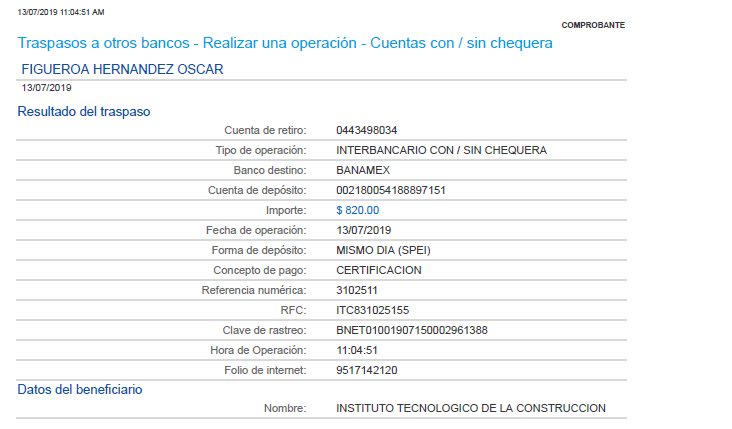 13/07/2019 11:04:51 AM
COMPROBANTE
Traspasos a otros bancos - Realizar una operación - Cuentas con / sin chequera
FIGUEROA HERNANDEZ OSCAR
13/07/2019
Resultado del traspaso
Cuenta de retiro: 0443498034
Tipo de operación: INTERBANCARIO CON / SIN CHEQUERA
Banco destino: BANAMEX
Cuenta de depósito: 002180054188897151
Importe: $ 820.00
Fecha de operación: 13/07/2019
Forma de depósito: MISMO DIA (SPEI)
Concepto de pago: CERTIFICACION
Referencia numérica: 3102511
RFC: ITC831025155
Clave de rastreo: BNET01001907150002961388
Hora de Operación: 11:04:51
Folio de internet: 9517142120
Datos del beneficiario
Nombre: INSTITUTO TECNOLOGICO DE LA CONSTRUCCION